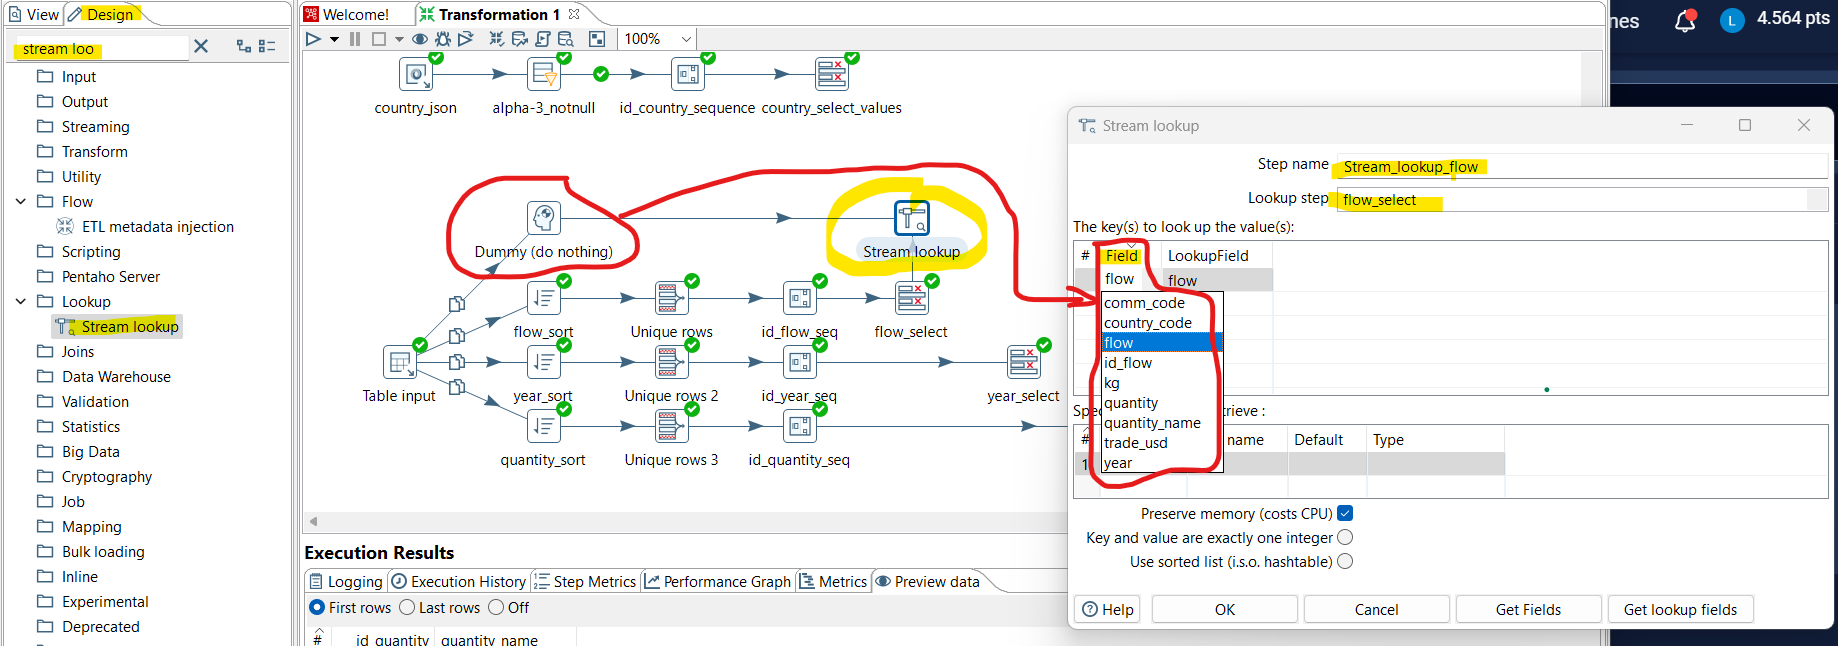 View
Design
stream loo
Input
Output
Streaming
Transform
Utility
Flow
ETL metadata injection
Scripting
Pentaho Server
Lookup
Stream lookup
Joins
Data Warehouse
Validation
Statistics
Big Data
Cryptography
Job
Mapping
Bulk loading
Inline
Experimental
Deprecated
Welcome!
Transformation 1
100%
country_json
alpha-3_notnull
id_country_sequence
country_select_values
Dummy (do nothing)
Stream lookup
flow_sort
Unique rows
id_flow_seq
flow_select
Table input
year_sort
Unique rows 2
id_year_seq
year_select
quantity_sort
Unique rows 3
id_quantity_seq
Execution Results
Logging
Execution History
Step Metrics
Performance Graph
Metrics
Preview data
First rows
Last rows
Off
#
id_quantity
quantity_name
nes
L
4.564 pts
Stream lookup
Step name
Stream_lookup_flow
Lookup step
flow_select
The key(s) to look up the value(s):
#
Field
LookupField
flow
flow
comm_code
country_code
flow
id_flow
kg
quantity
quantity_name
trade_usd
year
Spec
trieve :
#
name
Default
Type
1
Preserve memory (costs CPU)
Key and value are exactly one integer
Use sorted list (i.s.o. hashtable)
Help
OK
Cancel
Get Fields
Get lookup fields